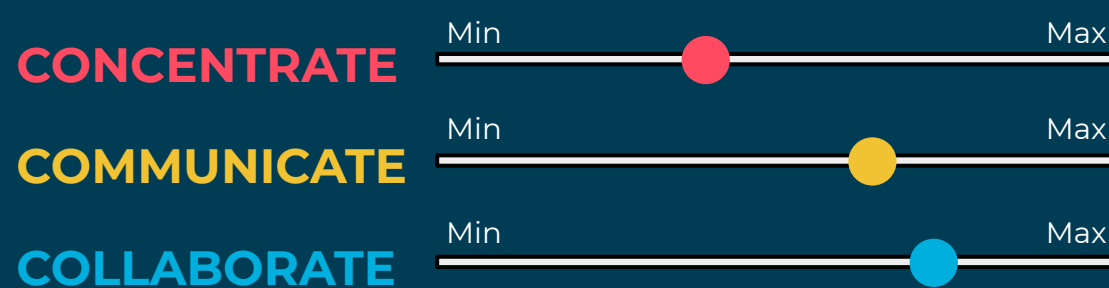 Min Max
CONCENTRATE
Min Max
COMMUNICATE
Min Max
COLLABORATE